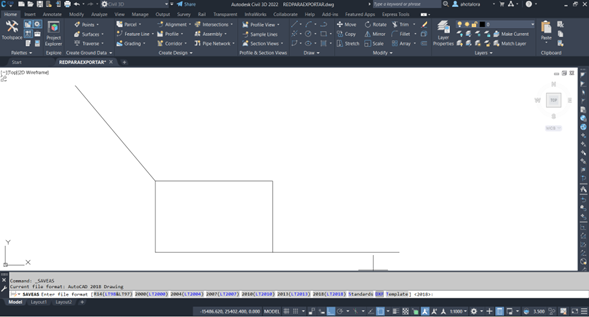 Civil 3D
Share
Autodesk Civil 3D 2022 REDPARAEXPORTAR.dwg
Type a keyword or phrase
Home Insert Annotate Modify Analyze View Manage Output Survey Rail Transparent InfraWorks Collaborate Help Add-ins Featured Apps Express Tools
Toolspace
Project Explorer
Points
Surfaces
Traverse
Parcel
Feature Line
Grading
Alignment
Profile
Corridor
Intersections
Assembly
Pipe Network
Profile View
Sample Lines
Section Views
Move
Copy
Stretch
Rotate
Mirror
Scale
Trim
Fillet
Array
Layer Properties
Make Current
Match Layer
Paste
Palettes
Explore
Create Ground Data
Create Design
Profile & Section Views
Draw
Modify
Layers
Clipboard
Start
REDPARAEXPORTAR*
[-][Top][2D Wireframe]
W TOP
Y
X
Command: _SAVEAS
Current file format: AutoCAD 2018 Drawing
SAVEAS Enter file format [R14(LT98&LT97) 2000(LT2000) 2004(LT2004) 2007(LT2007) 2010(LT2010) 2013(LT2013) 2018(LT2018) Standards DXF Template] <2018>:
Model Layout1 Layout2
-15486.620, 25402.400, 0.000 MODEL
3.500